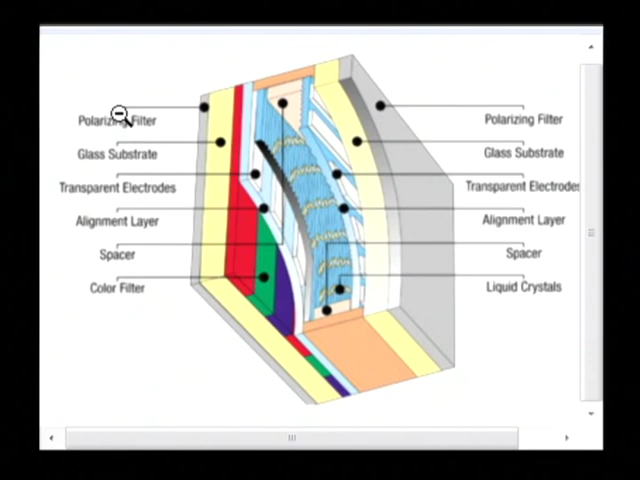 Polarizing Filter
Glass Substrate
Transparent Electrodes
Alignment Layer
Spacer
Color Filter
Polarizing Filter
Glass Substrate
Transparent Electrodes
Alignment Layer
Spacer
Liquid Crystals